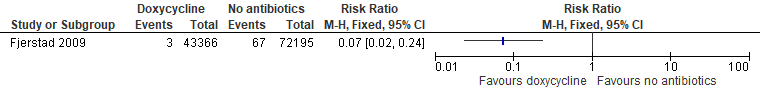 Doxycycline No antibiotics Risk Ratio Risk Ratio
Study or Subgroup Events Total Events Total M-H, Fixed, 95% CI M-H, Fixed, 95% CI
Fjerstad 2009 3 43366 67 72195 0.07 [0.02, 0.24]
0.01 0.1 1 10 100
Favours doxycycline Favours no antibiotics